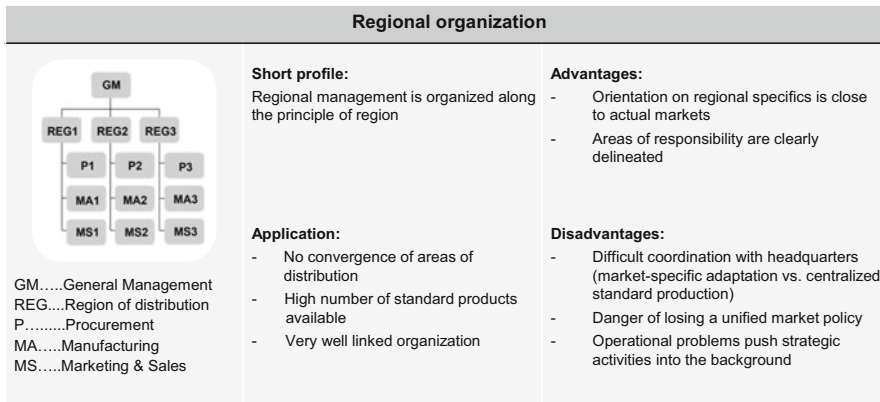 Regional organization
GM
REG1 REG2 REG3
P1 P2 P3
MA1 MA2 MA3
MS1 MS2 MS3
GM…..General Management
REG....Region of distribution
P…......Procurement
MA…..Manufacturing
MS…..Marketing & Sales
Short profile:
Regional management is organized along
the principle of region
Application:
- No convergence of areas of
distribution
- High number of standard products
available
- Very well linked organization
Advantages:
- Orientation on regional specifics is close
to actual markets
- Areas of responsibility are clearly
delineated
Disadvantages:
- Difficult coordination with headquarters
(market-specific adaptation vs. centralized
standard production)
- Danger of losing a unified market policy
- Operational problems push strategic
activities into the background